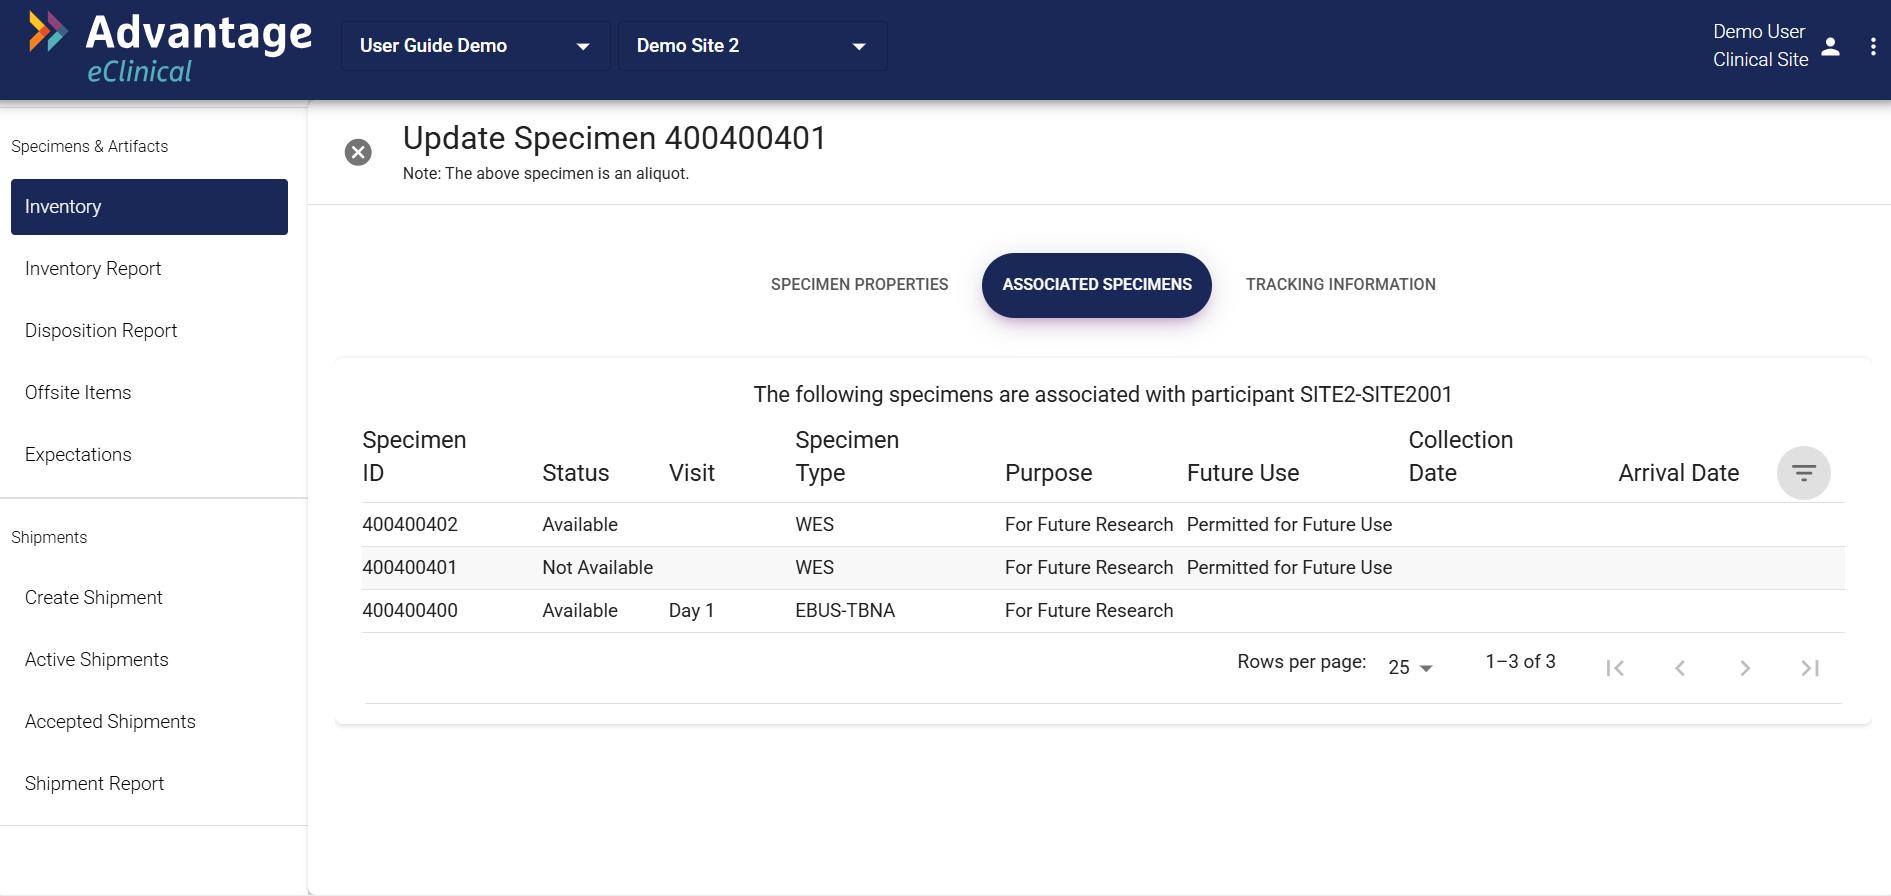 Advantage
eClinical
User Guide Demo
Demo Site 2
Demo User
Clinical Site
Specimens & Artifacts
Inventory
Inventory Report
Disposition Report
Offsite Items
Expectations
Shipments
Create Shipment
Active Shipments
Accepted Shipments
Shipment Report
Update Specimen 400400401
Note: The above specimen is an aliquot.
SPECIMEN PROPERTIES
ASSOCIATED SPECIMENS
TRACKING INFORMATION
The following specimens are associated with participant SITE2-SITE2001
Specimen ID Status Visit Specimen Type Purpose Future Use Collection Date Arrival Date
400400402 Available WES For Future Research Permitted for Future Use
400400401 Not Available WES For Future Research Permitted for Future Use
400400400 Available Day 1 EBUS-TBNA For Future Research
Rows per page: 25 1–3 of 3